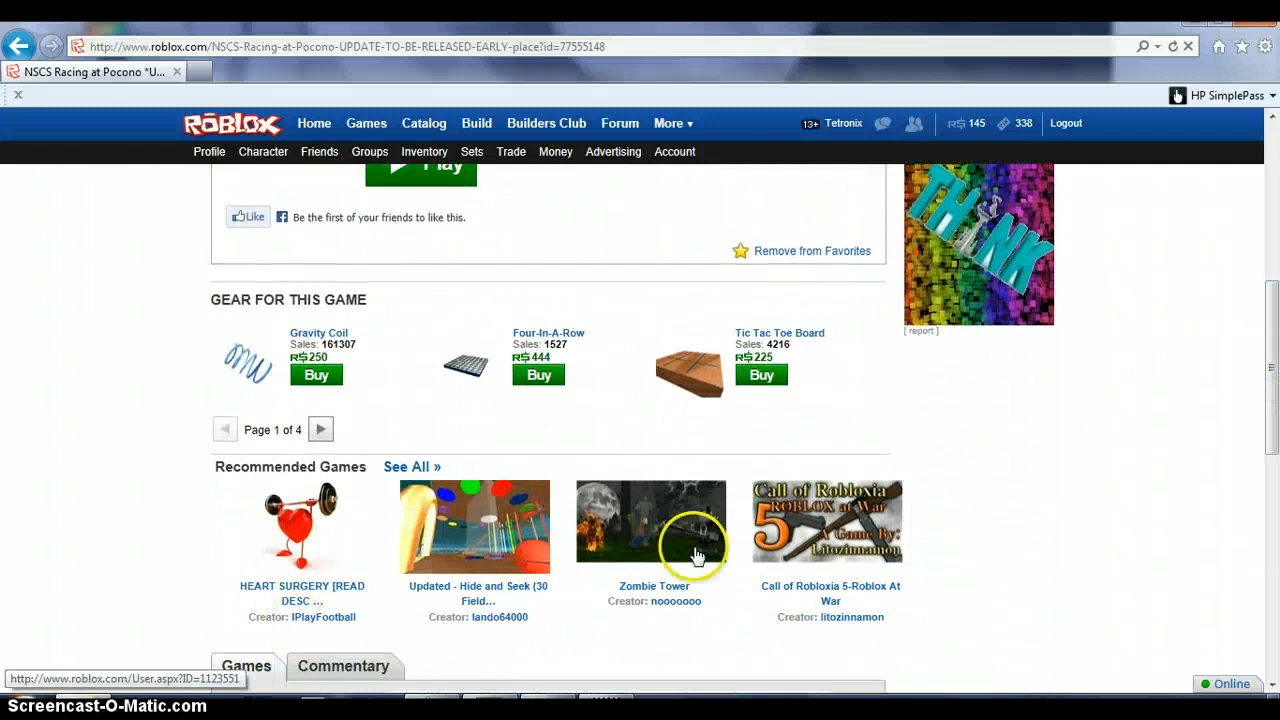 http://www.roblox.com/NSCS-Racing-at-Pocono-UPDATE-TO-BE-RELEASED-EARLY-place?id=77555148
NSCS Racing at Pocono *U...
HP SimplePass
ROBLOX Home Games Catalog Build Builders Club Forum More 13+ Tetronix R$ 145 338 Logout
Profile Character Friends Groups Inventory Sets Trade Money Advertising Account
Play
THINK
Like Be the first of your friends to like this.
Remove from Favorites
[ report ]
GEAR FOR THIS GAME
Gravity Coil
Sales: 161307
R$250
Buy
Four-In-A-Row
Sales: 1527
R$444
Buy
Tic Tac Toe Board
Sales: 4216
R$225
Buy
Page 1 of 4
Recommended Games See All »
Call of Robloxia
5 ROBLOX at War
A Game By:
Litozinnamon
HEART SURGERY [READ
DESC ...
Creator: IPlayFootball
Updated - Hide and Seek (30
Field...
Creator: lando64000
Zombie Tower
Creator: nooooooo
Call of Robloxia 5-Roblox At
War
Creator: litozinnamon
Games Commentary
http://www.roblox.com/User.aspx?ID=1123551
Online
Screencast-O-Matic.com